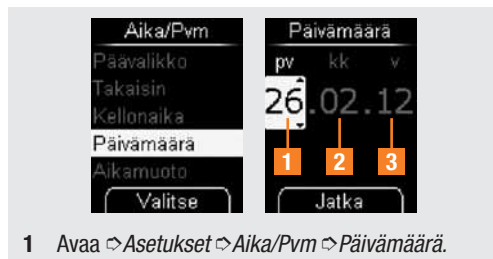 Aika/Pvm
Päävalikko
Takaisin
Kellonaika
Päivämäärä
Aikamuoto
Valitse
Päivämäärä
pv kk v
26.02.12
1 2 3
Jatka
1 Avaa ➪Asetukset ➪Aika/Pvm ➪Päivämäärä.